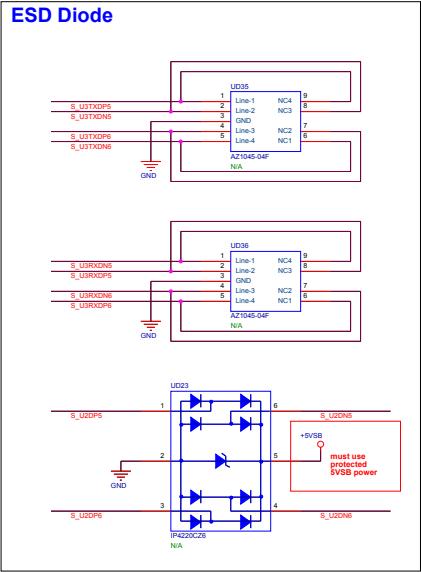 ESD Diode
UD35
1 Line-1 NC4 9
S_U3TXDP5 2 Line-2 NC3 8
S_U3TXDN5 3 GND
4 Line-3 NC2 7
S_U3TXDP6 5 Line-4 NC1 6
S_U3TXDN6
AZ1045-04F
N/A
GND
UD36
1 Line-1 NC4 9
S_U3RXDN5 2 Line-2 NC3 8
S_U3RXDP5 3 GND
4 Line-3 NC2 7
S_U3RXDN6 5 Line-4 NC1 6
S_U3RXDP6
AZ1045-04F
N/A
GND
UD23
S_U2DP5 1 6 S_U2DN5
+5VSB
2 5
must use
protected
5VSB power
GND
S_U2DP6 3 4 S_U2DN6
IP4220CZ6
N/A